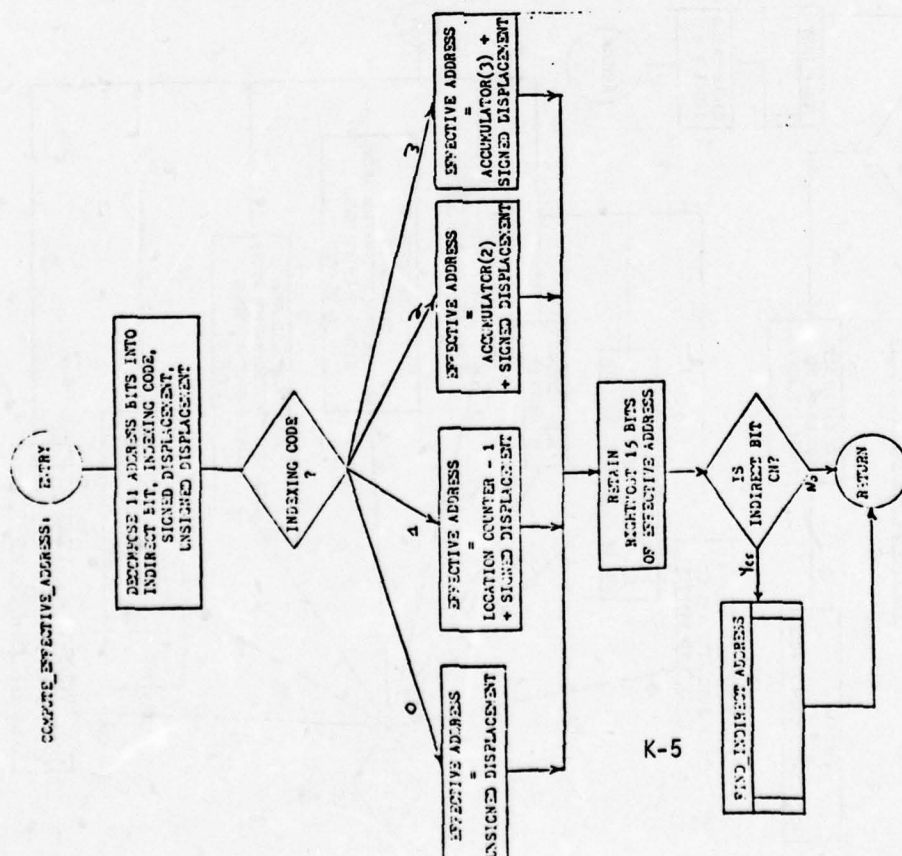 COMPUTE_EFFECTIVE_ADDRESS:
ENTRY
DECOMPOSE 11 ADDRESS BITS INTO
INDIRECT BIT, INDEXING CODE,
SIGNED DISPLACEMENT,
UNSIGNED DISPLACEMENT
INDEXING CODE
?
0
1
2
3
EFFECTIVE ADDRESS
=
UNSIGNED DISPLACEMENT
EFFECTIVE ADDRESS
=
LOCATION COUNTER - 1
+ SIGNED DISPLACEMENT
EFFECTIVE ADDRESS
=
ACCUMULATOR(2)
+ SIGNED DISPLACEMENT
EFFECTIVE ADDRESS
=
ACCUMULATOR(3) +
SIGNED DISPLACEMENT
RETAIN
RIGHTMOST 15 BITS
OF EFFECTIVE ADDRESS
IS
INDIRECT BIT
ON?
Yes
No
FIND_INDIRECT_ADDRESS
RETURN
K-5